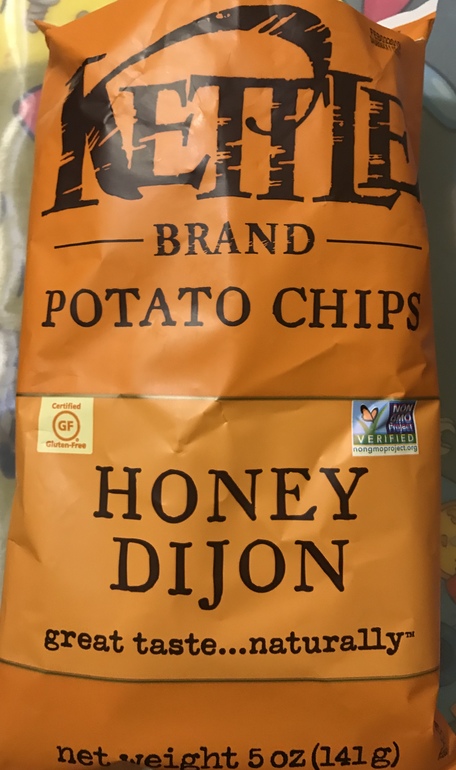 KETTLE
BRAND
POTATO CHIPS
Certified
GF
Gluten-Free
NON
GMO
Project
VERIFIED
nongmoproject.org
HONEY
DIJON
great taste...naturally™
net weight 5 oz (141g)